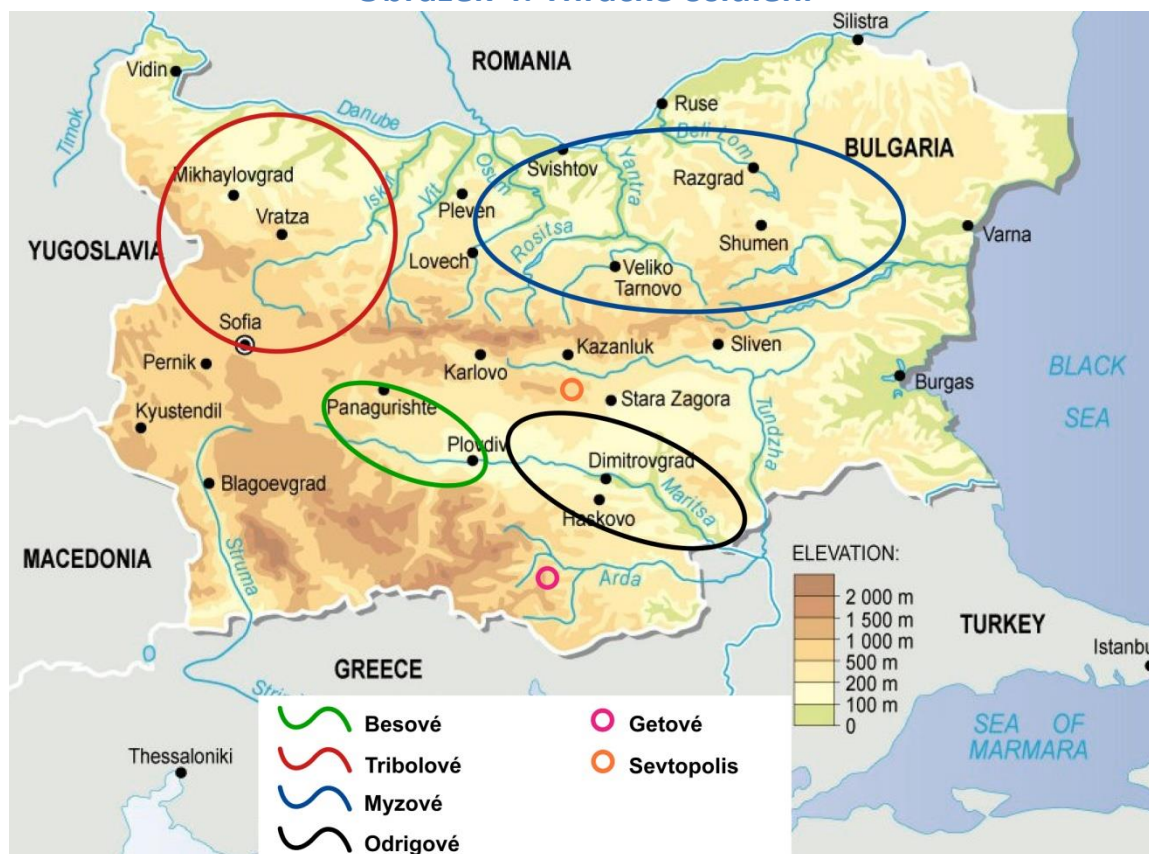 Silistra
ROMANIA
Vidin
Ruse
Timok
Danube
Beli Lom
BULGARIA
Svishtov
Osum
Yantra
Mikhaylovgrad
Iskur
Vit
Pleven
Razgrad
Vratza
YUGOSLAVIA
Rositsa
Shumen
Varna
Lovech
Veliko
Tarnovo
Sofia
Kazanluk
Sliven
Pernik
Karlovo
BLACK
SEA
Burgas
Panagurishte
Stara Zagora
Kyustendil
Tundzha
Plovdiv
Dimitrovgrad
Blagoevgrad
Maritsa
Haskovo
MACEDONIA
Struma
Arda
ELEVATION:
2 000 m
1 500 m
1 000 m
500 m
200 m
100 m
0
TURKEY
GREECE
Istanbu
Besové
Getové
SEA OF
MARMARA
Thessaloniki
Tribolové
Sevtopolis
Myzové
Odrigové